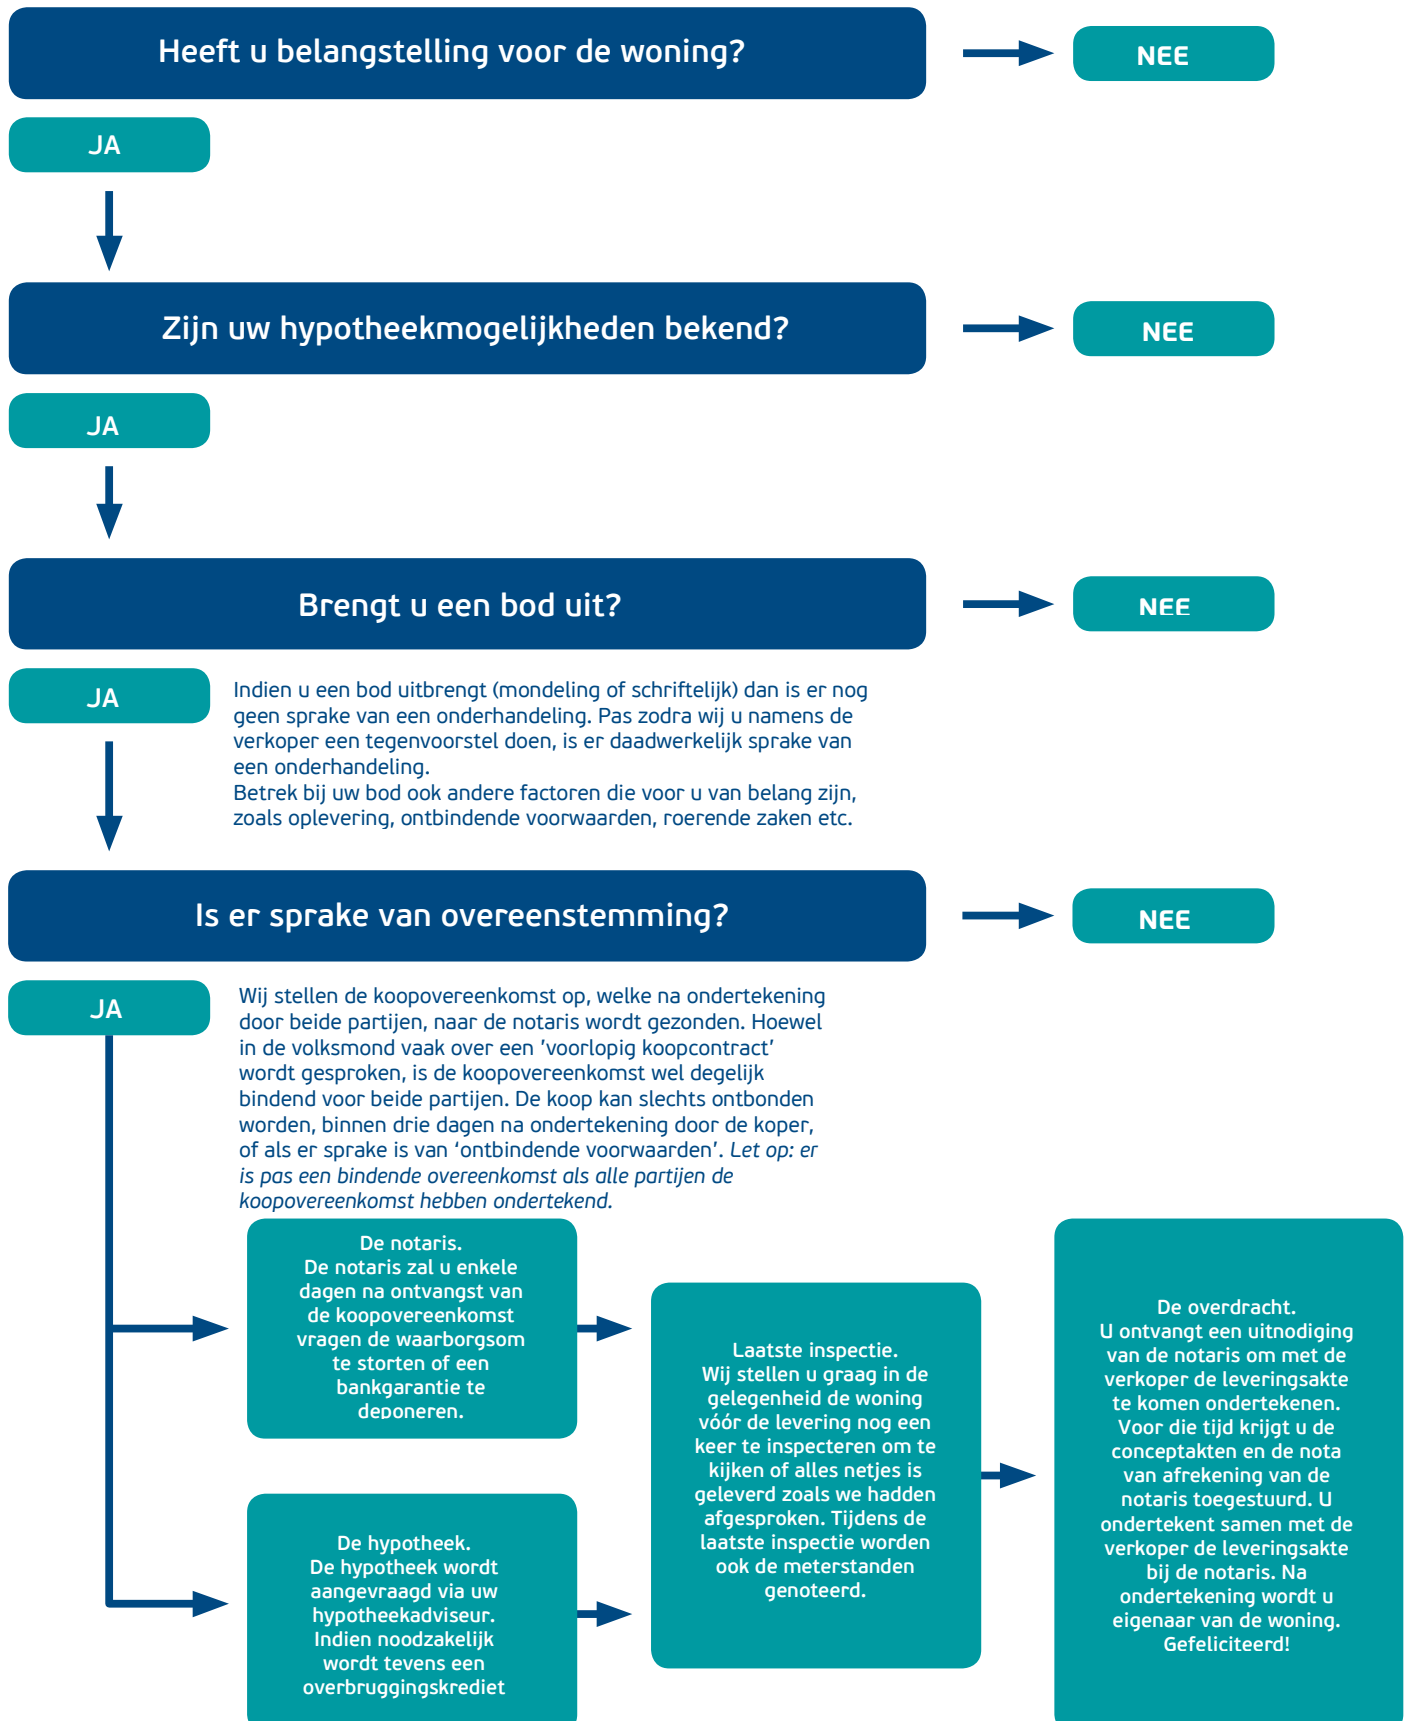 Heeft u belangstelling voor de woning?
NEE
JA
Zijn uw hypotheekmogelijkheden bekend?
NEE
JA
Brengt u een bod uit?
NEE
JA
Indien u een bod uitbrengt (mondeling of schriftelijk) dan is er nog
geen sprake van een onderhandeling. Pas zodra wij u namens de
verkoper een tegenvoorstel doen, is er daadwerkelijk sprake van
een onderhandeling.
Betrek bij uw bod ook andere factoren die voor u van belang zijn,
zoals oplevering, ontbindende voorwaarden, roerende zaken etc.
Is er sprake van overeenstemming?
NEE
JA
Wij stellen de koopovereenkomst op, welke na ondertekening
door beide partijen, naar de notaris wordt gezonden. Hoewel
in de volksmond vaak over een 'voorlopig koopcontract'
wordt gesproken, is de koopovereenkomst wel degelijk
bindend voor beide partijen. De koop kan slechts ontbonden
worden, binnen drie dagen na ondertekening door de koper,
of als er sprake is van ‘ontbindende voorwaarden’. Let op: er
is pas een bindende overeenkomst als alle partijen de
koopovereenkomst hebben ondertekend.
De notaris.
De notaris zal u enkele
dagen na ontvangst van
de koopovereenkomst
vragen de waarborgsom
te storten of een
bankgarantie te
deponeren.
De hypotheek.
De hypotheek wordt
aangevraagd via uw
hypotheekadviseur.
Indien noodzakelijk
wordt tevens een
overbruggingskrediet
Laatste inspectie.
Wij stellen u graag in de
gelegenheid de woning
vóór de levering nog een
keer te inspecteren om te
kijken of alles netjes is
geleverd zoals we hadden
afgesproken. Tijdens de
laatste inspectie worden
ook de meterstanden
genoteerd.
De overdracht.
U ontvangt een uitnodiging
van de notaris om met de
verkoper de leveringsakte
te komen ondertekenen.
Voor die tijd krijgt u de
conceptakten en de nota
van afrekening van de
notaris toegestuurd. U
ondertekent samen met de
verkoper de leveringsakte
bij de notaris. Na
ondertekening wordt u
eigenaar van de woning.
Gefeliciteerd!